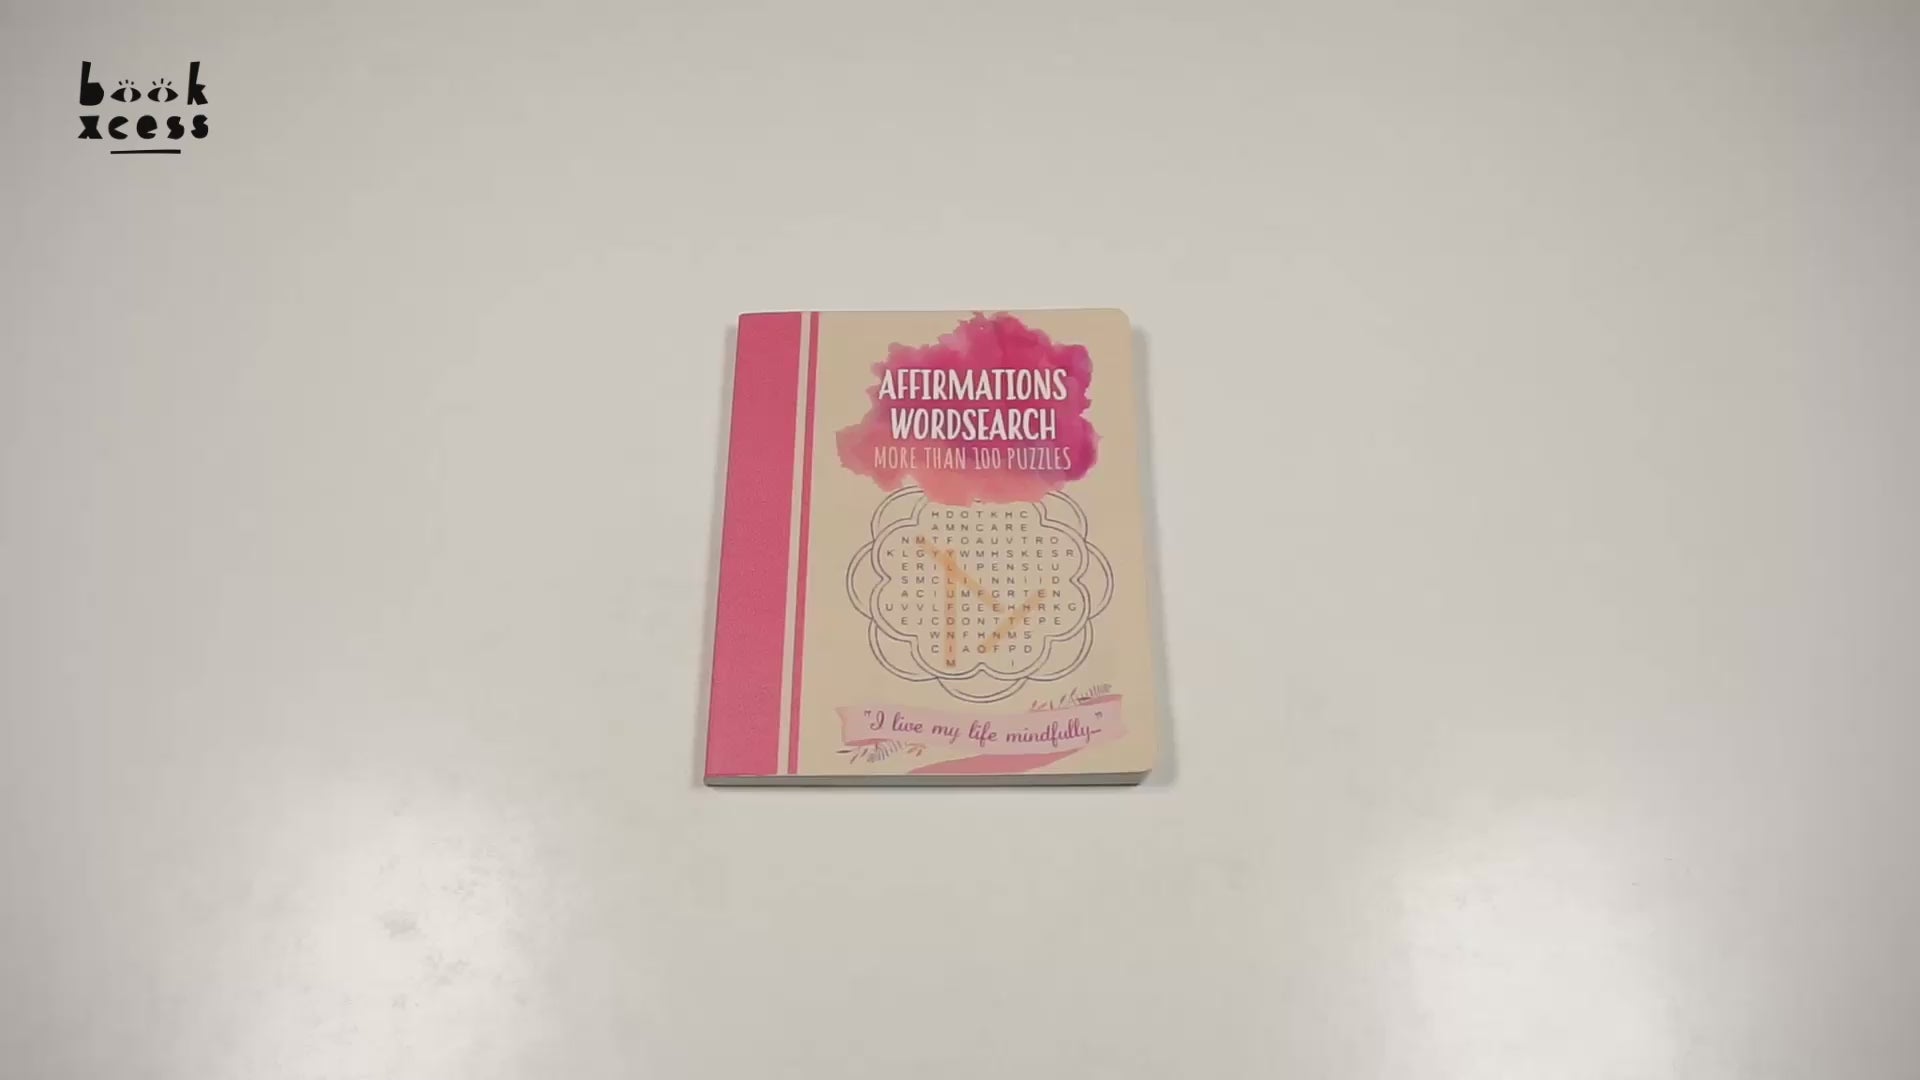 book
xcess
AFFIRMATIONS
WORDSEARCH
MORE THAN 100 PUZZLES
H D O T K H C
A M N C A R E
N M T F O A U V T R O
K L G Y Y W M H S K E S R
E R I L I P E N S L U
S M C L I I N N I I D
A C I U M F G R T E N
U V V L F G E E H H R K G
E J C D O N T T E P E
W N F H N M S
C I A O F P D
M I
"I live my life mindfully"